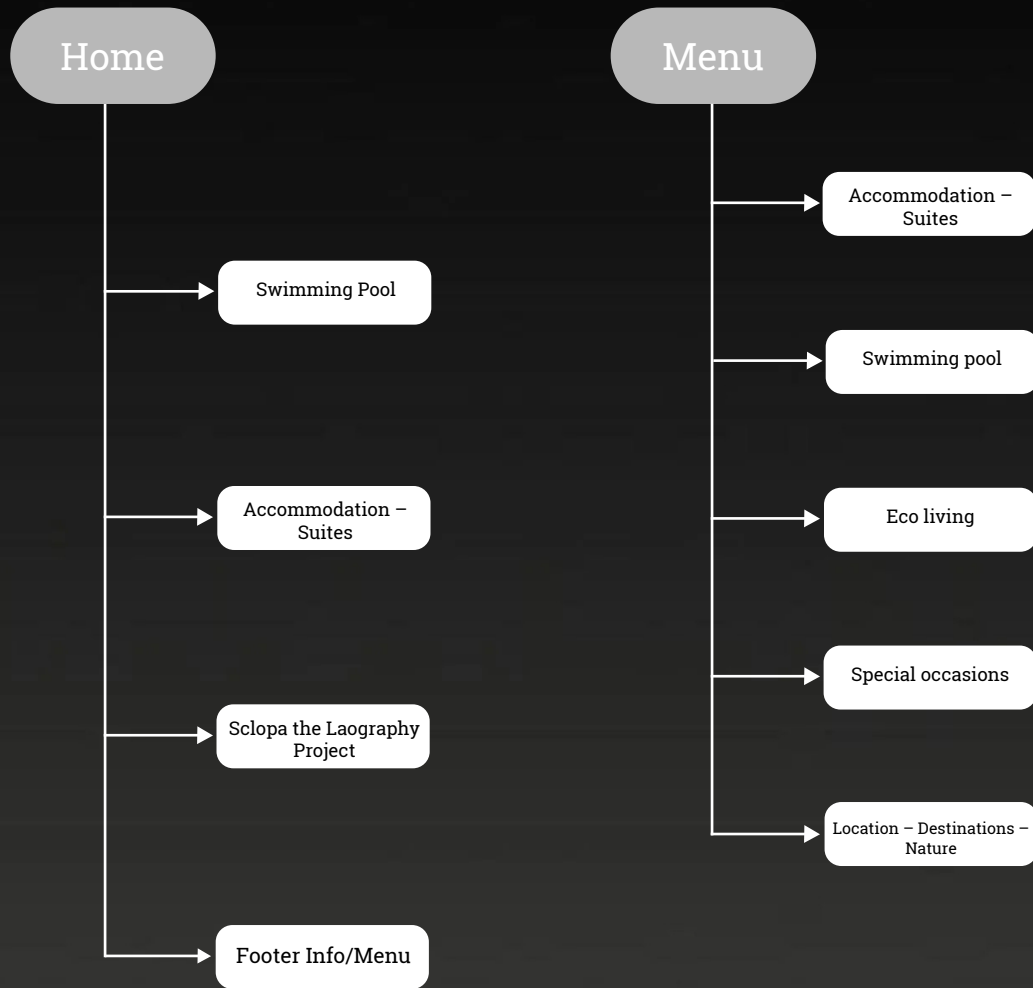 Home
Swimming Pool
Accommodation –
Suites
Sclopa the Laography
Project
Footer Info/Menu
Menu
Accommodation –
Suites
Swimming pool
Eco living
Special occasions
Location – Destinations –
Nature